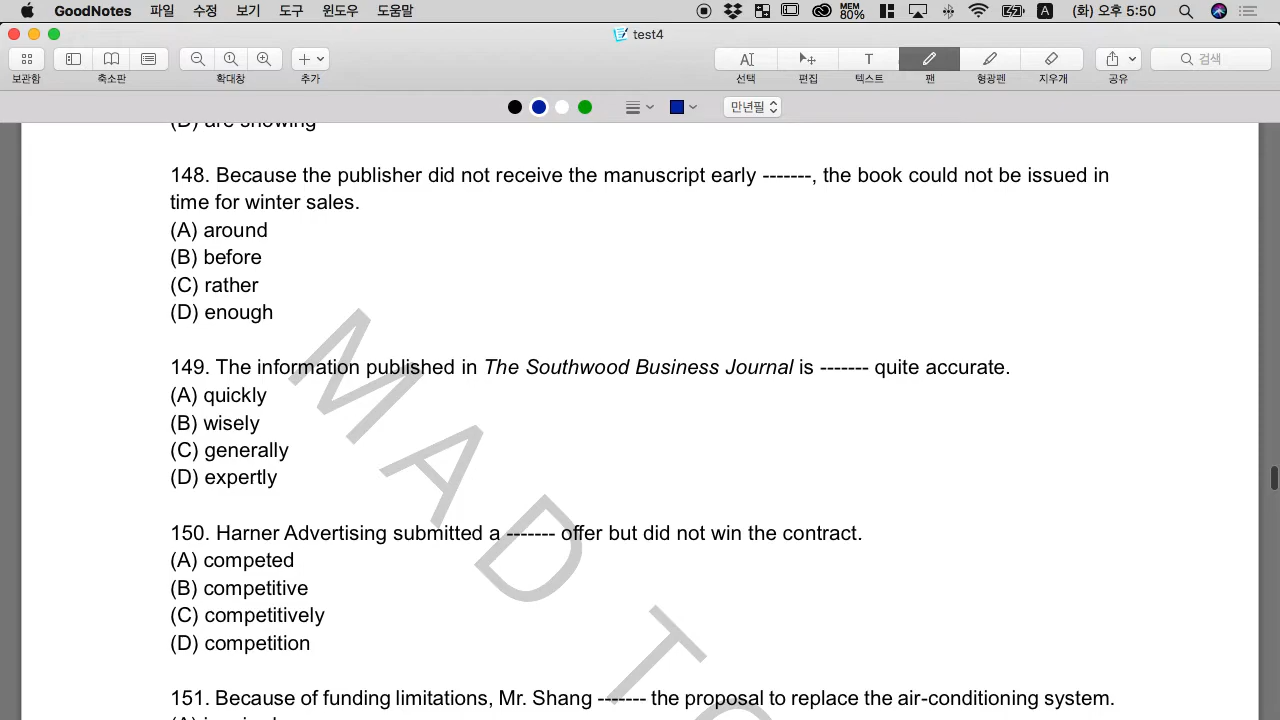 GoodNotes 파일 수정 보기 도구 윈도우 도움말 MEM 80% A (화) 오후 5:50
test4
보관함 축소판 확대창 추가 선택 편집 T 텍스트 팬 형광펜 지우개 공유 검색
만년필
(D) are showing
148. Because the publisher did not receive the manuscript early -------, the book could not be issued in
time for winter sales.
(A) around
(B) before
(C) rather
(D) enough
149. The information published in The Southwood Business Journal is ------- quite accurate.
(A) quickly
(B) wisely
(C) generally
(D) expertly
150. Harner Advertising submitted a ------- offer but did not win the contract.
(A) competed
(B) competitive
(C) competitively
(D) competition
151. Because of funding limitations, Mr. Shang ------- the proposal to replace the air-conditioning system.
MAD T